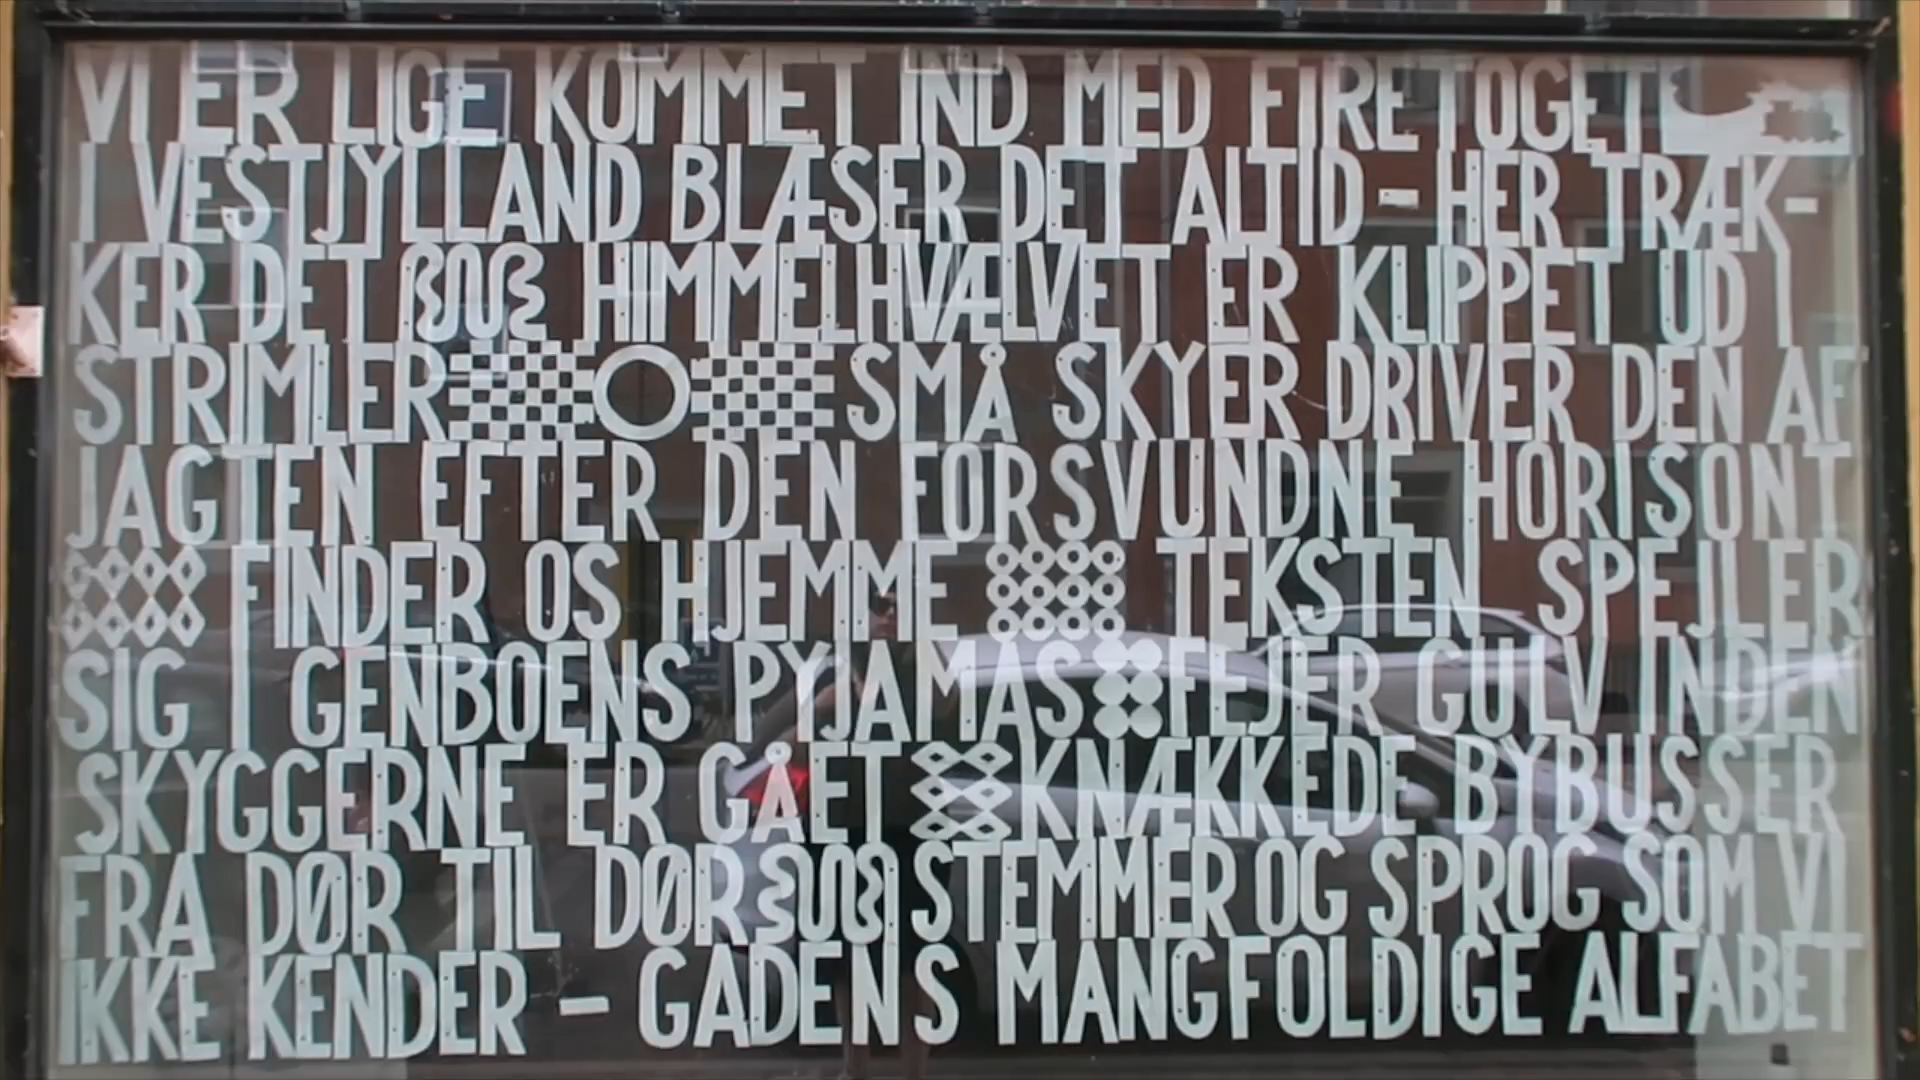 VI ER LIGE KOMMET IND MED FIRETOGET
I VESTJYLLAND BLÆSER DET ALTID - HER TRÆK-
KER DET HIMMELHVÆLVET ER KLIPPET UD I
STRIMLER SMÅ SKYER DRIVER DEN AF
JAGTEN EFTER DEN FORSVUNDNE HORISONT
FINDER OS HJEMME TEKSTEN SPEJLER
SIG I GENBOENS PYJAMAS FEJER GULV INDEN
SKYGGERNE ER GÅET KNÆKKEDE BYBUSSER
FRA DØR TIL DØR STEMMER OG SPROG SOM VI
IKKE KENDER - GADENS MANGFOLDIGE ALFABET